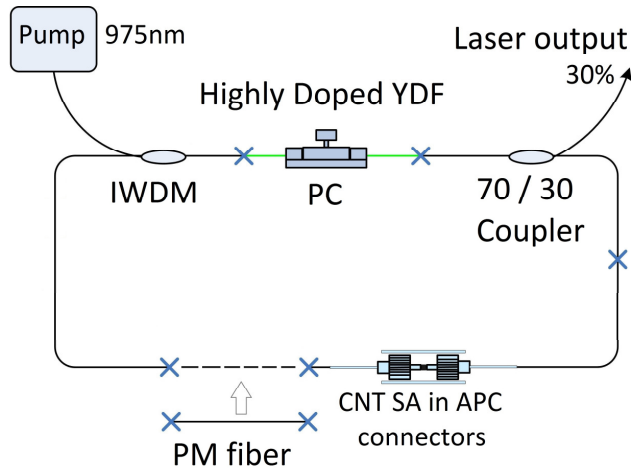 Pump 975nm
Laser output
30%
Highly Doped YDF
IWDM
PC
70 / 30
Coupler
CNT SA in APC
connectors
PM fiber